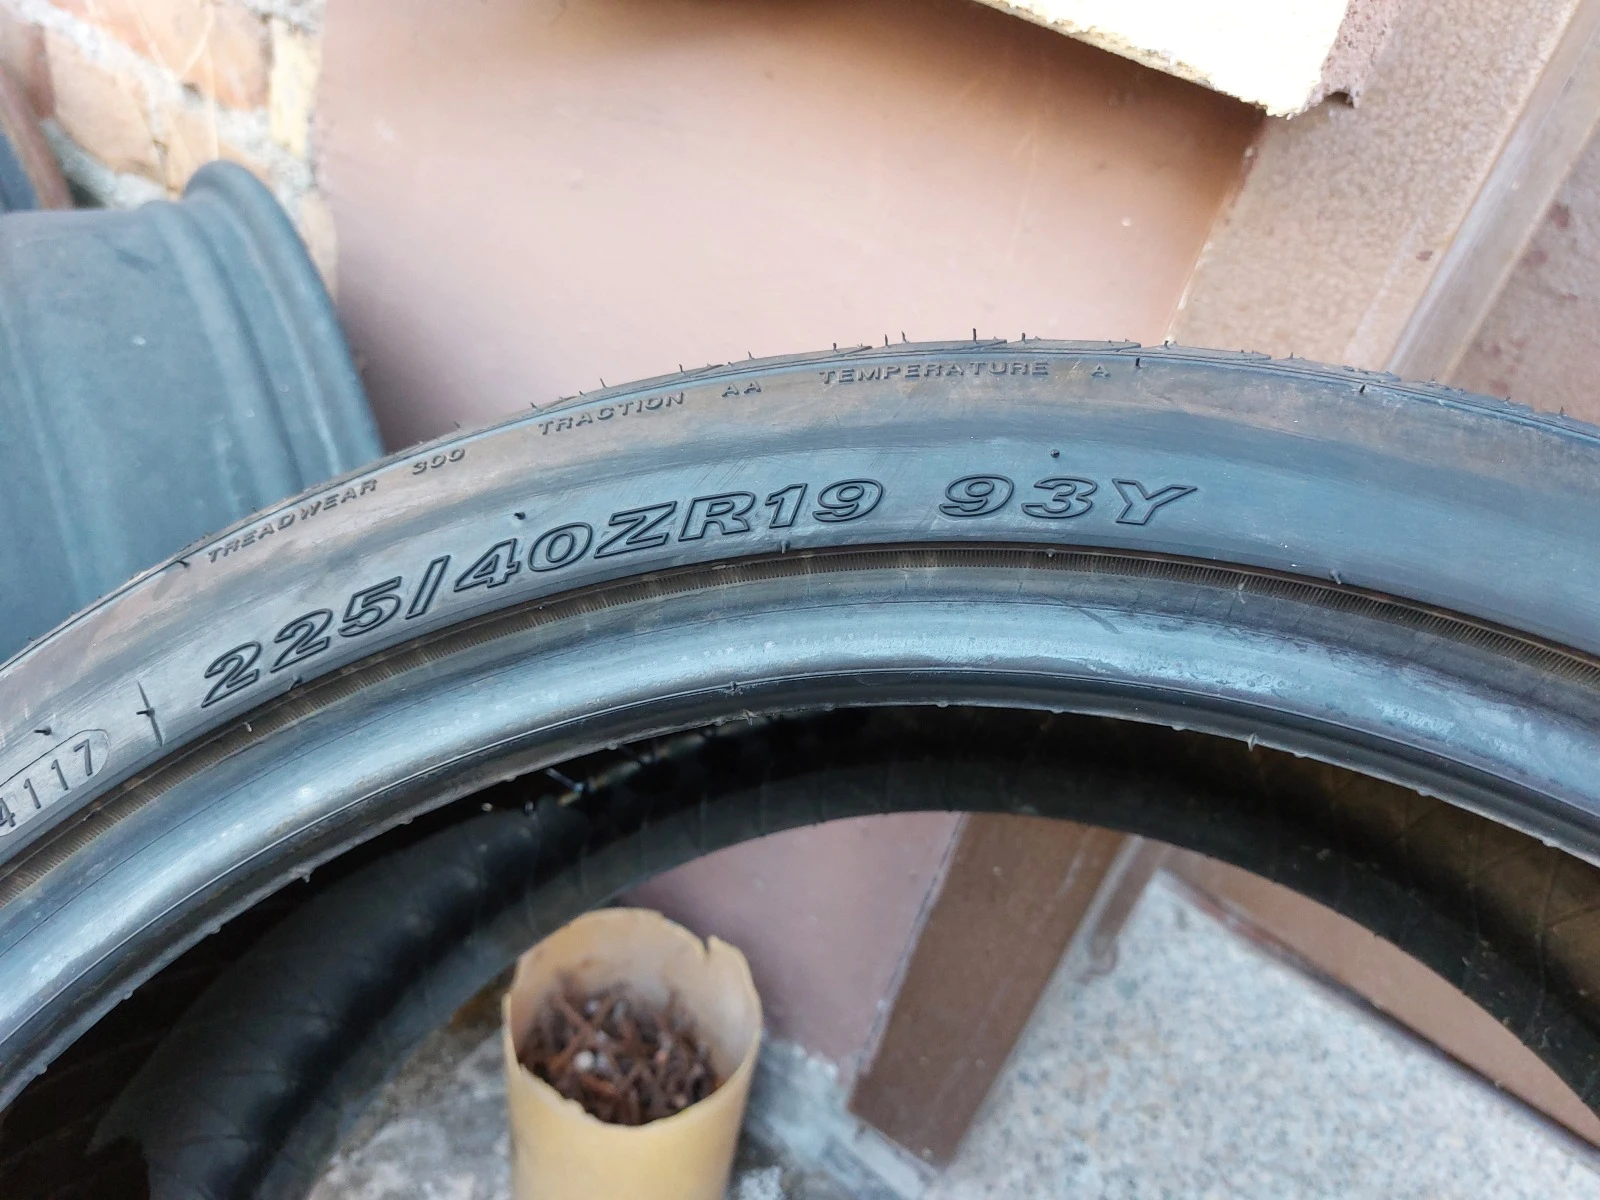 TREADWEAR 300 TRACTION AA TEMPERATURE A
225/40ZR19 93Y
4117